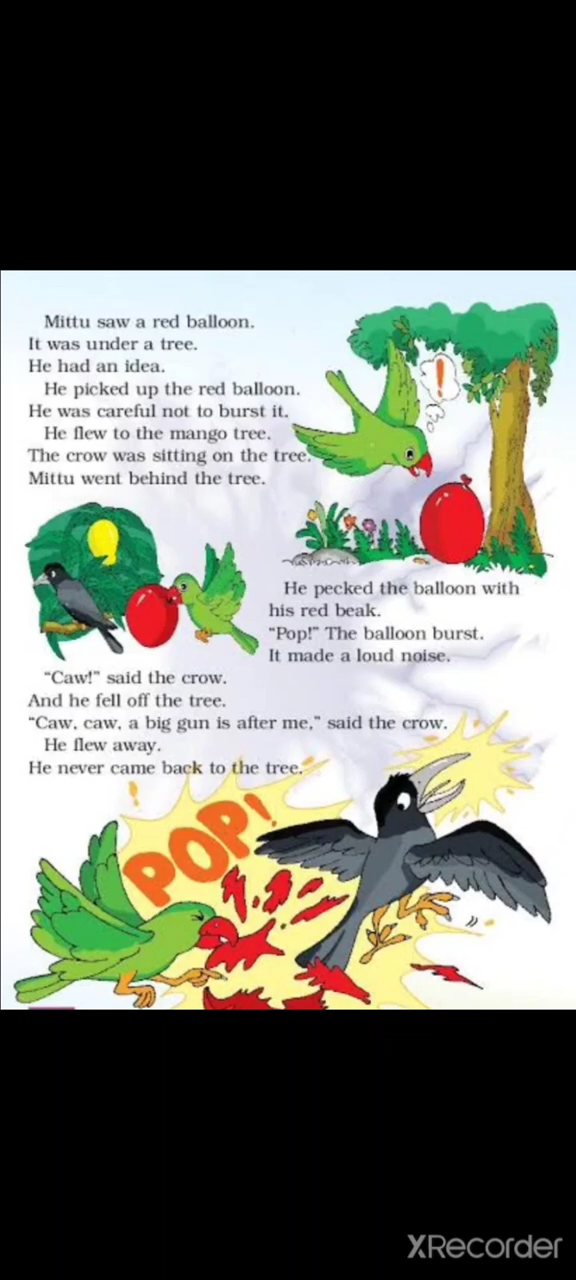 Mittu saw a red balloon.
It was under a tree.
He had an idea.
He picked up the red balloon.
He was careful not to burst it.
He flew to the mango tree.
The crow was sitting on the tree.
Mittu went behind the tree.
!
He pecked the balloon with
his red beak.
"Pop!" The balloon burst.
It made a loud noise.
"Caw!" said the crow.
And he fell off the tree.
"Caw, caw, a big gun is after me," said the crow.
He flew away.
He never came back to the tree.
POP!
XRecorder